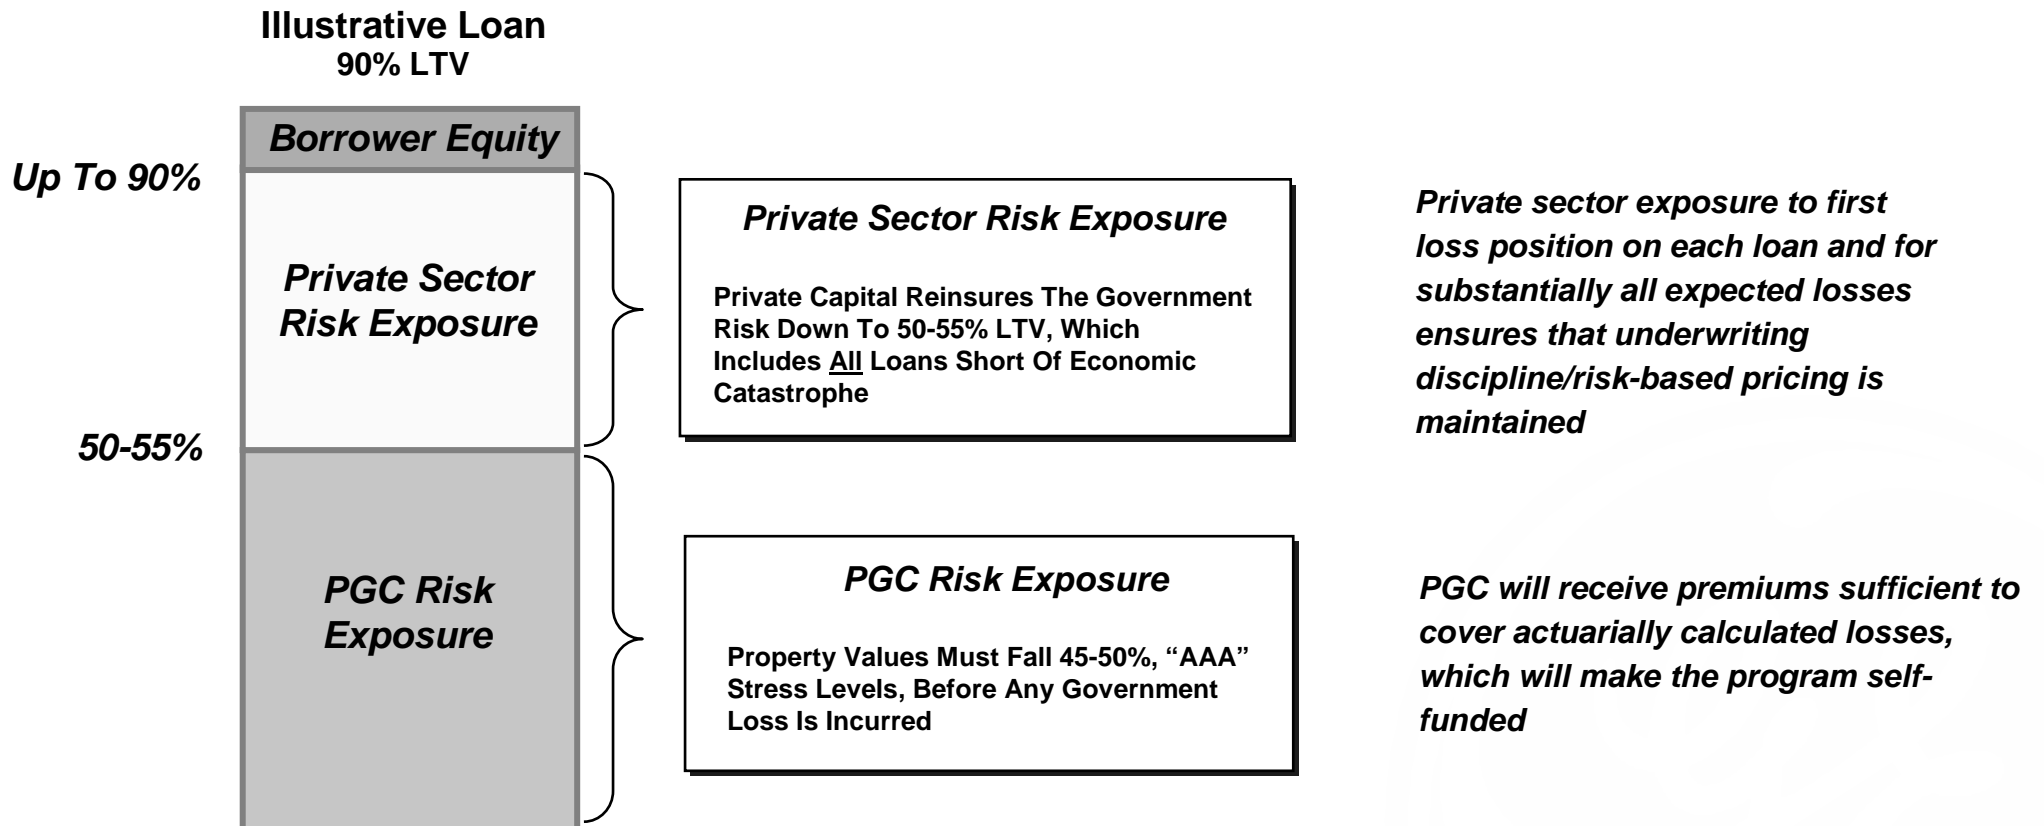 Illustrative Loan
90% LTV
Borrower Equity
Up To 90%
Private Sector
Risk Exposure
50-55%
PGC Risk
Exposure
Private Sector Risk Exposure
Private Capital Reinsures The Government
Risk Down To 50-55% LTV, Which
Includes All Loans Short Of Economic
Catastrophe
PGC Risk Exposure
Property Values Must Fall 45-50%, “AAA”
Stress Levels, Before Any Government
Loss Is Incurred
Private sector exposure to first
loss position on each loan and for
substantially all expected losses
ensures that underwriting
discipline/risk-based pricing is
maintained
PGC will receive premiums sufficient to
cover actuarially calculated losses,
which will make the program self-
funded